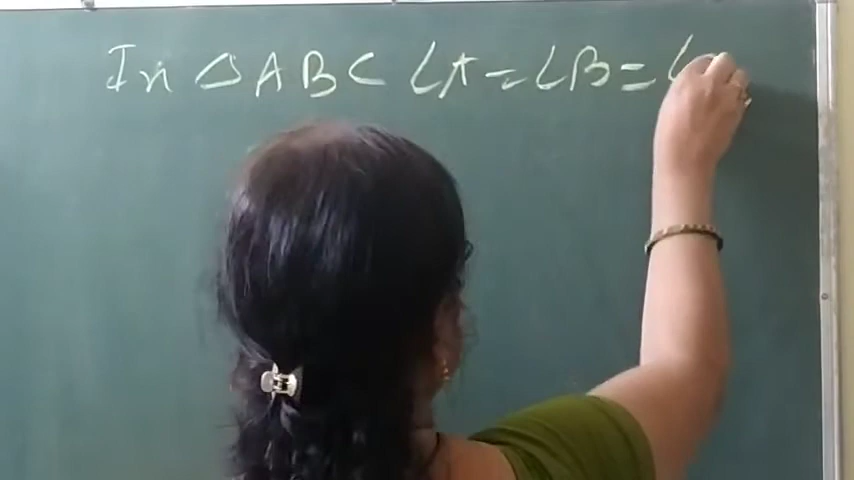 In △ABC ∠A = ∠B = ∠